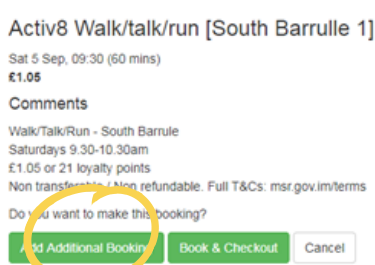 Activ8 Walk/talk/run [South Barrulle 1]
Sat 5 Sep, 09:30 (60 mins)
£1.05
Comments
Walk/Talk/Run - South Barrule
Saturdays 9.30-10.30am
£1.05 or 21 loyalty points
Non transferable / Non refundable. Full T&Cs: msr.gov.im/terms
Do you want to make this booking?
Add Additional Booking Book & Checkout Cancel